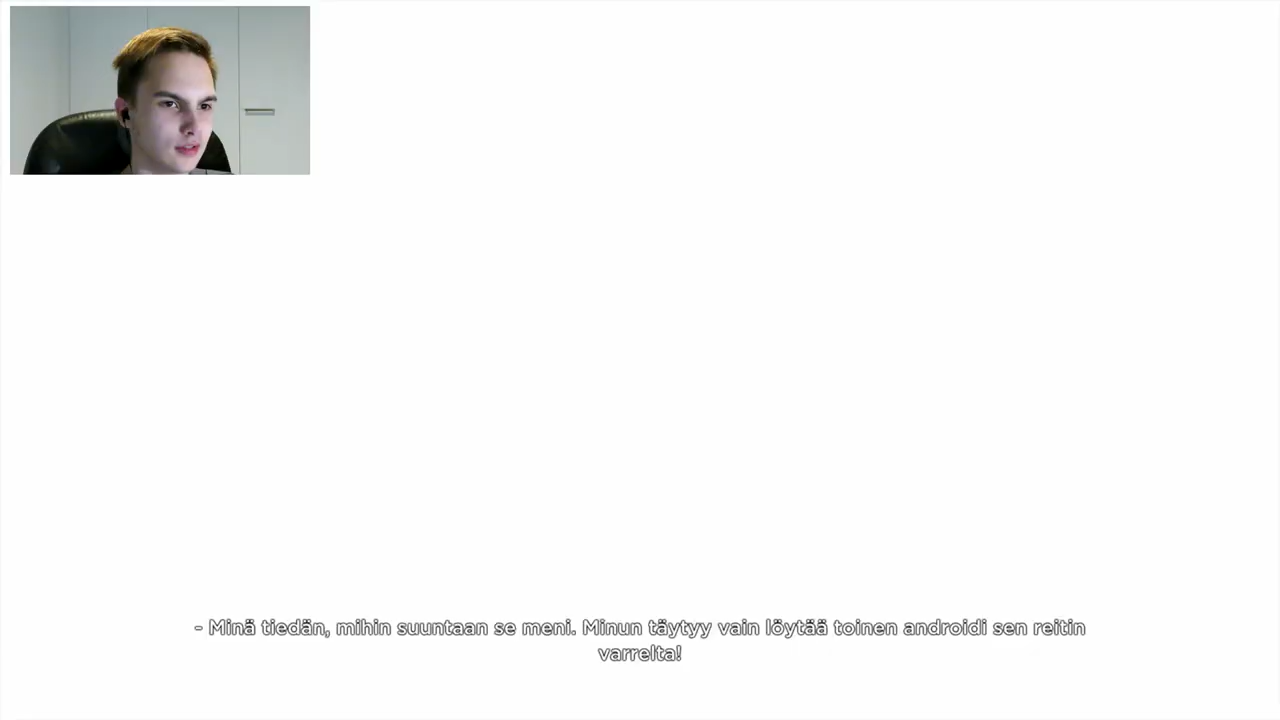 - Minä tiedän, mihin suuntaan se meni. Minun täytyy vain löytää toinen androidi sen reitin
varrelta!